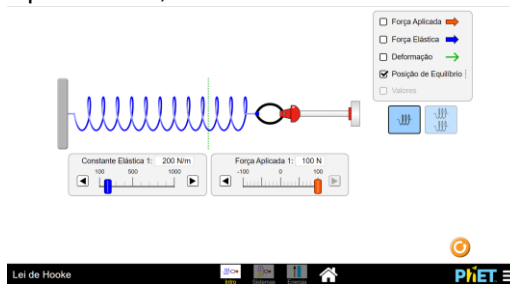 Força Aplicada
Força Elástica
Deformação
Posição de Equilíbrio
Valores
Constante Elástica 1: 200 N/m
100 500 1000
Força Aplicada 1: 100 N
-100 0 100
Lei de Hooke
Intro Sistemas Energia
PhET